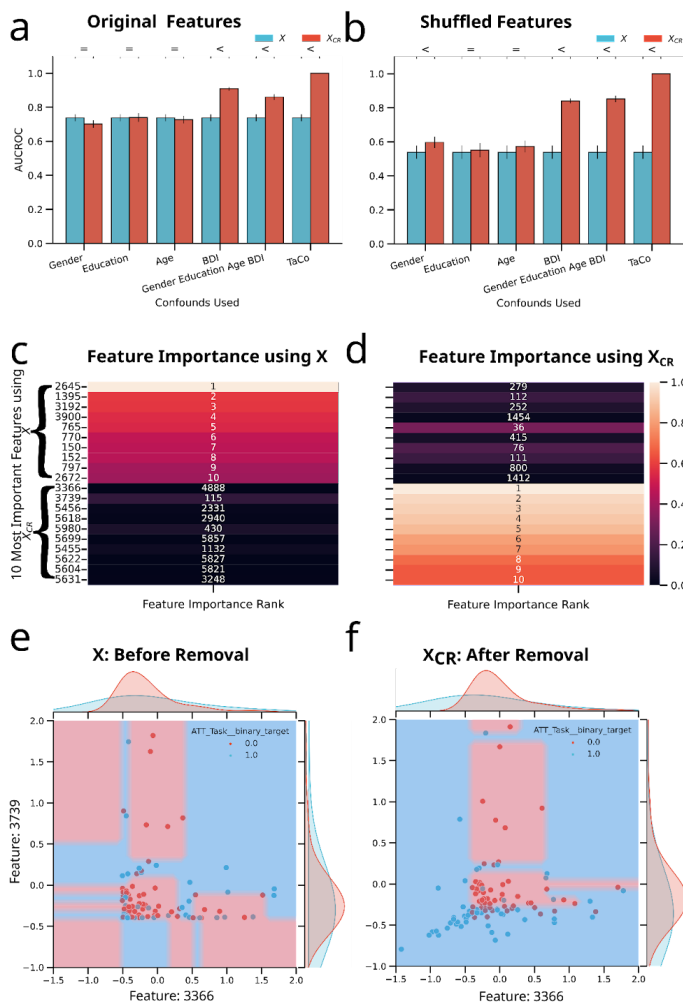 a
Original Features
X
X_CR
= = = < < <
AUCROC
1.0
0.8
0.6
0.4
0.2
0.0
Gender
Education
Age
BDI
Gender Education Age BDI
TaCo
Confounds Used
b
Shuffled Features
X
X_CR
< = = < < <
1.0
0.8
0.6
0.4
0.2
0.0
Gender
Education
Age
BDI
Gender Education Age BDI
TaCo
Confounds Used
c
Feature Importance using X
10 Most Important Features using
X
X_CR
2645 1
1395 2
3192 3
3900 4
765 5
770 6
150 7
152 8
797 9
2672 10
3366 4888
3739 115
5456 2331
5618 2940
5980 430
5699 5857
5455 1132
5622 5827
5604 5821
5631 3248
Feature Importance Rank
d
Feature Importance using X_CR
279
112
252
1454
36
415
76
111
800
1412
1
2
3
4
5
6
7
8
9
10
Feature Importance Rank
1.0
0.8
0.6
0.4
0.2
0.0
e
X: Before Removal
ATT_Task__binary_target
0.0
1.0
Feature: 3739
2.0
1.5
1.0
0.5
0.0
−0.5
−1.0
−1.5 −1.0 −0.5 0.0 0.5 1.0 1.5 2.0
Feature: 3366
f
X_CR: After Removal
ATT_Task__binary_target
0.0
1.0
2.0
1.5
1.0
0.5
0.0
−0.5
−1.0
−1.5 −1.0 −0.5 0.0 0.5 1.0 1.5 2.0
Feature: 3366